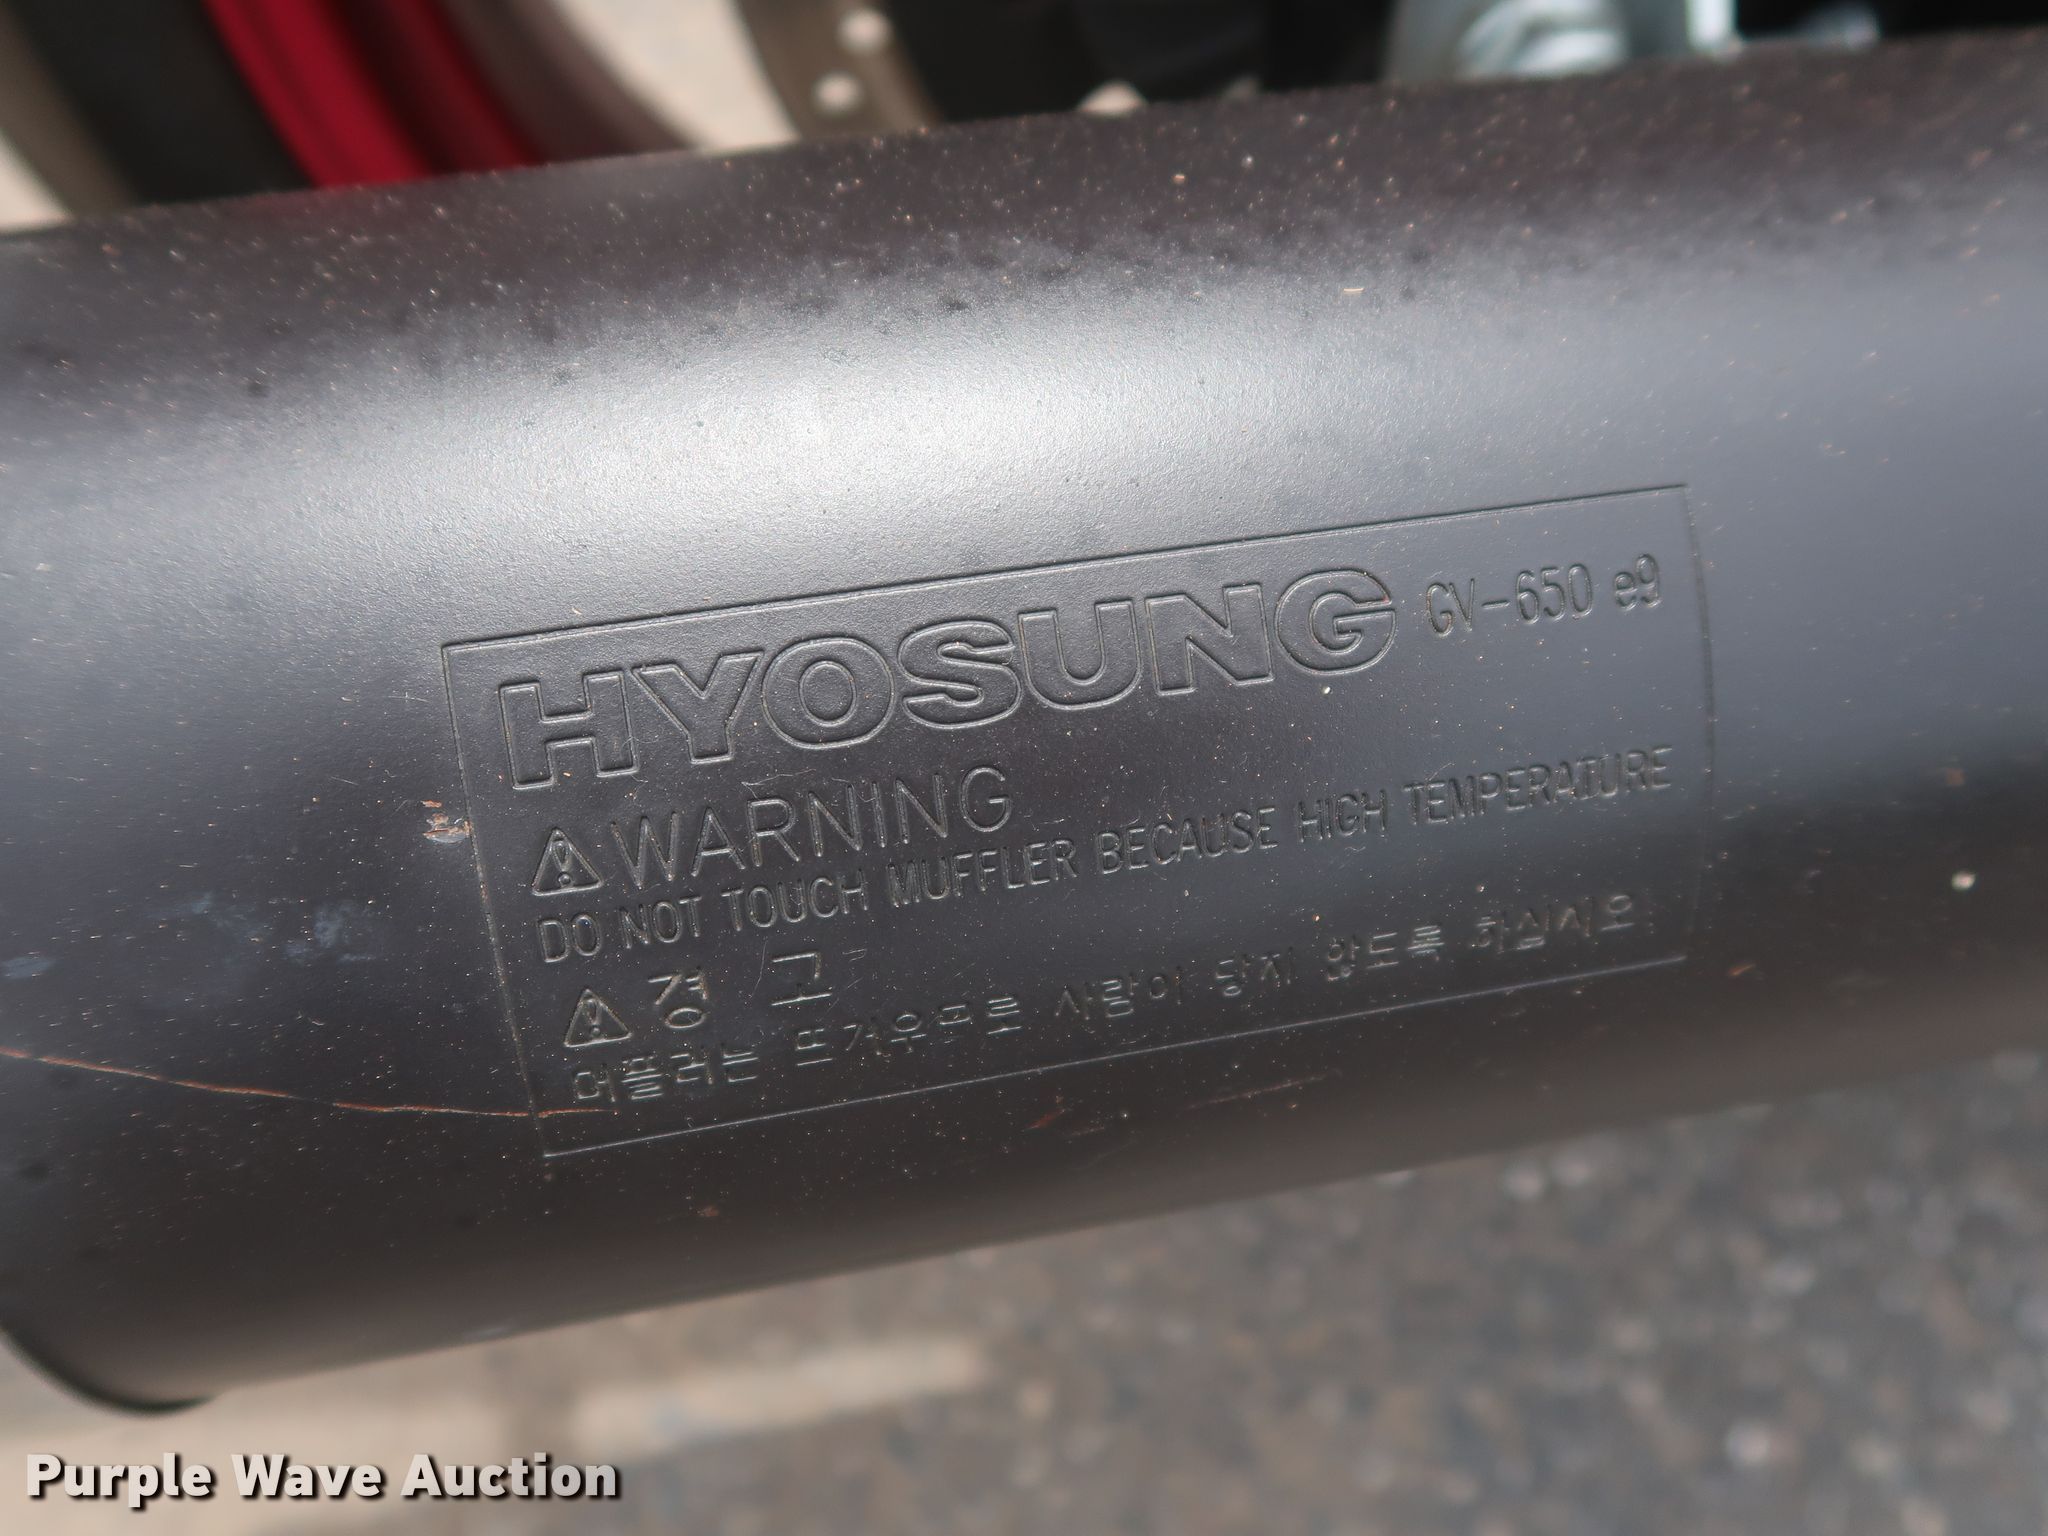 HYOSUNG GV-650 e9
WARNING
DO NOT TOUCH MUFFLER BECAUSE HIGH TEMPERATURE
경 고
머플러는 뜨거우므로 사람이 닿지 않도록 하십시오
Purple Wave Auction